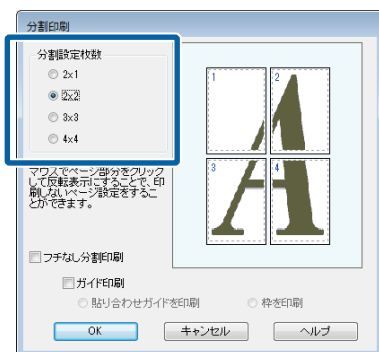 分割印刷
分割設定枚数
2x1
2x2
3x3
4x4
マウスでページ部分をクリック
して反転表示にすることで、印
刷しないページ設定をするこ
とができます。
1
2
3
4
フチなし分割印刷
ガイド印刷
貼り合わせガイドを印刷
枠を印刷
OK
キャンセル
ヘルプ